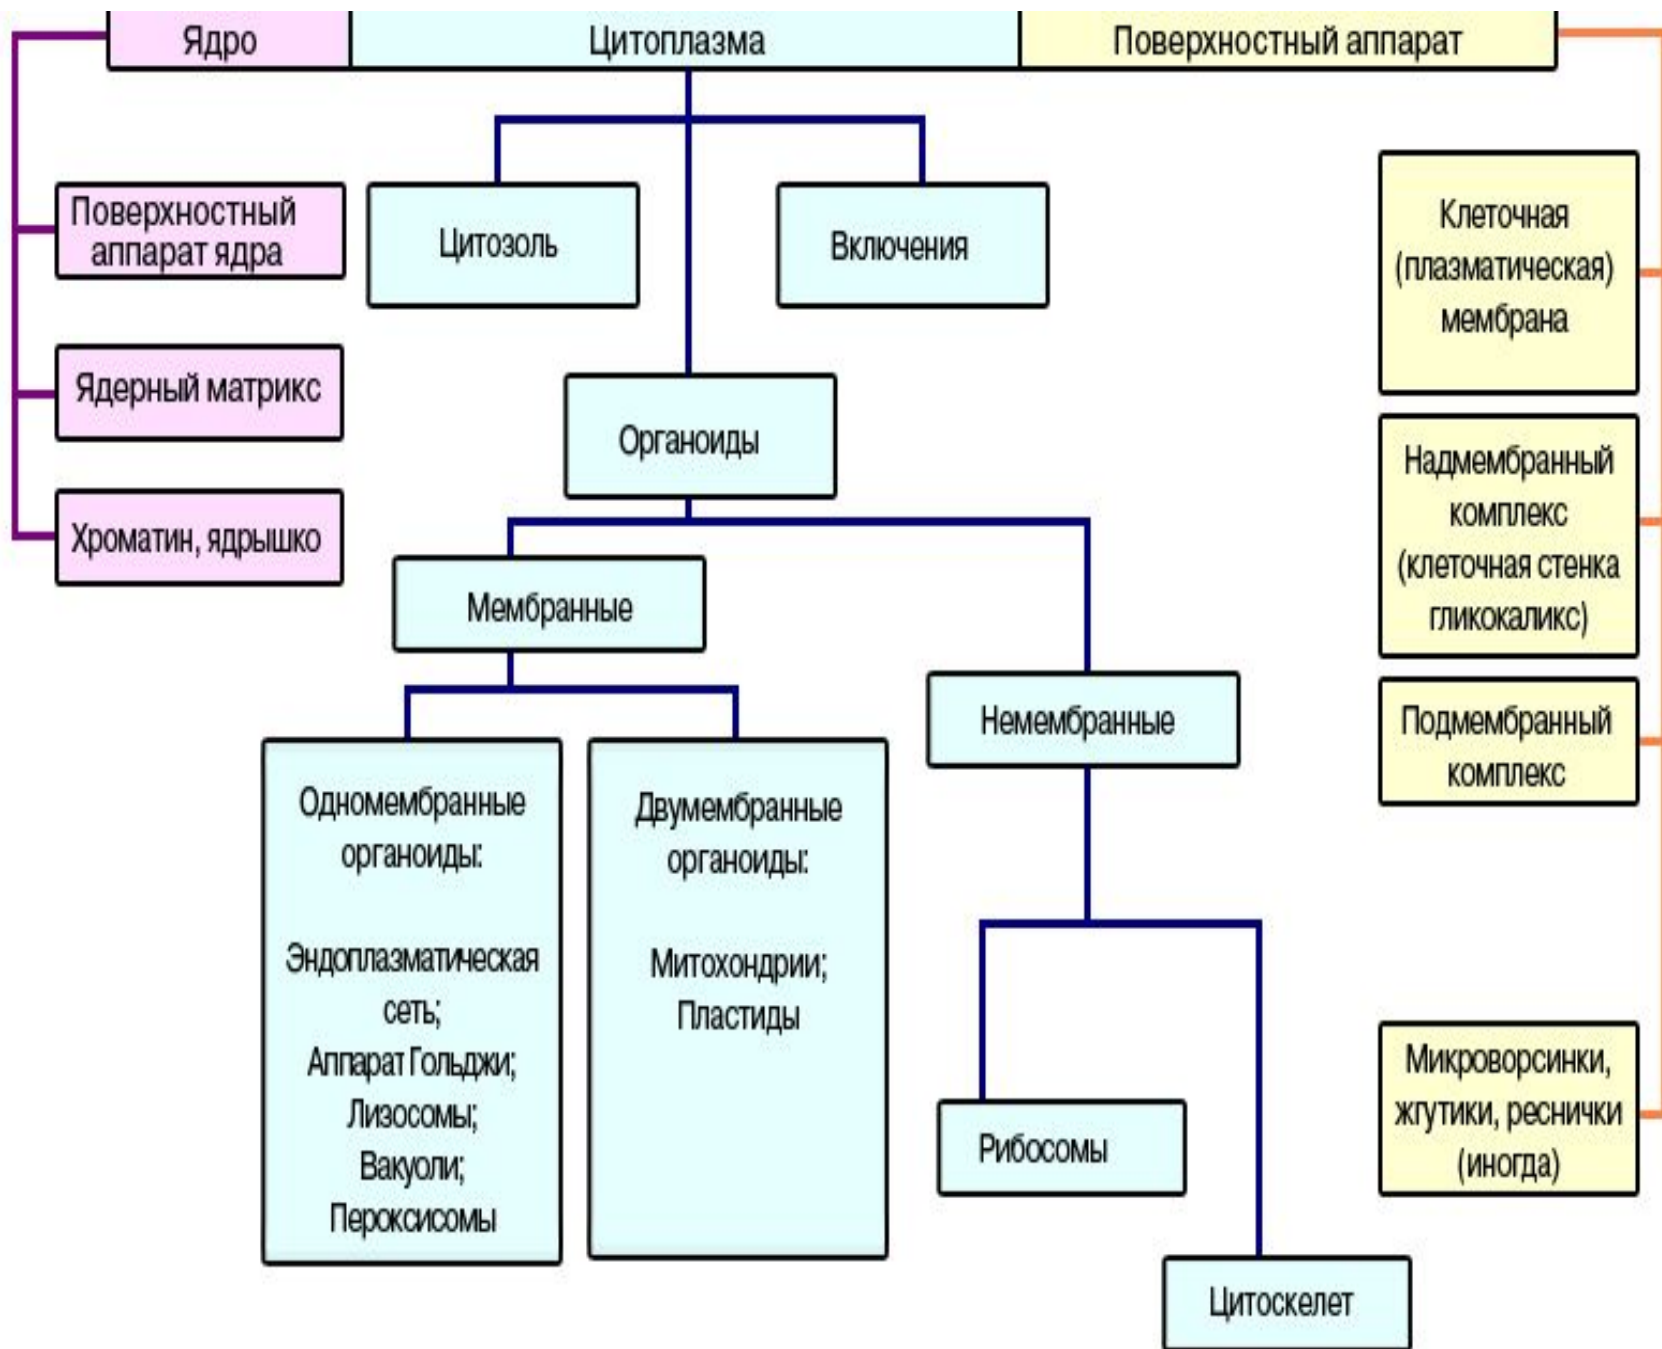 Ядро
Цитоплазма
Поверхностный аппарат
Поверхностный
аппарат ядра
Ядерный матрикс
Хроматин, ядрышко
Цитозоль
Включения
Органоиды
Мембранные
Одномембранные
органоиды:
Эндоплазматическая
сеть;
Аппарат Гольджи;
Лизосомы;
Вакуоли;
Пероксисомы
Двумембранные
органоиды:
Митохондрии;
Пластиды
Немембранные
Рибосомы
Цитоскелет
Клеточная
(плазматическая)
мембрана
Надмембранный
комплекс
(клеточная стенка
гликокаликс)
Подмембранный
комплекс
Микроворсинки,
жгутики, реснички
(иногда)